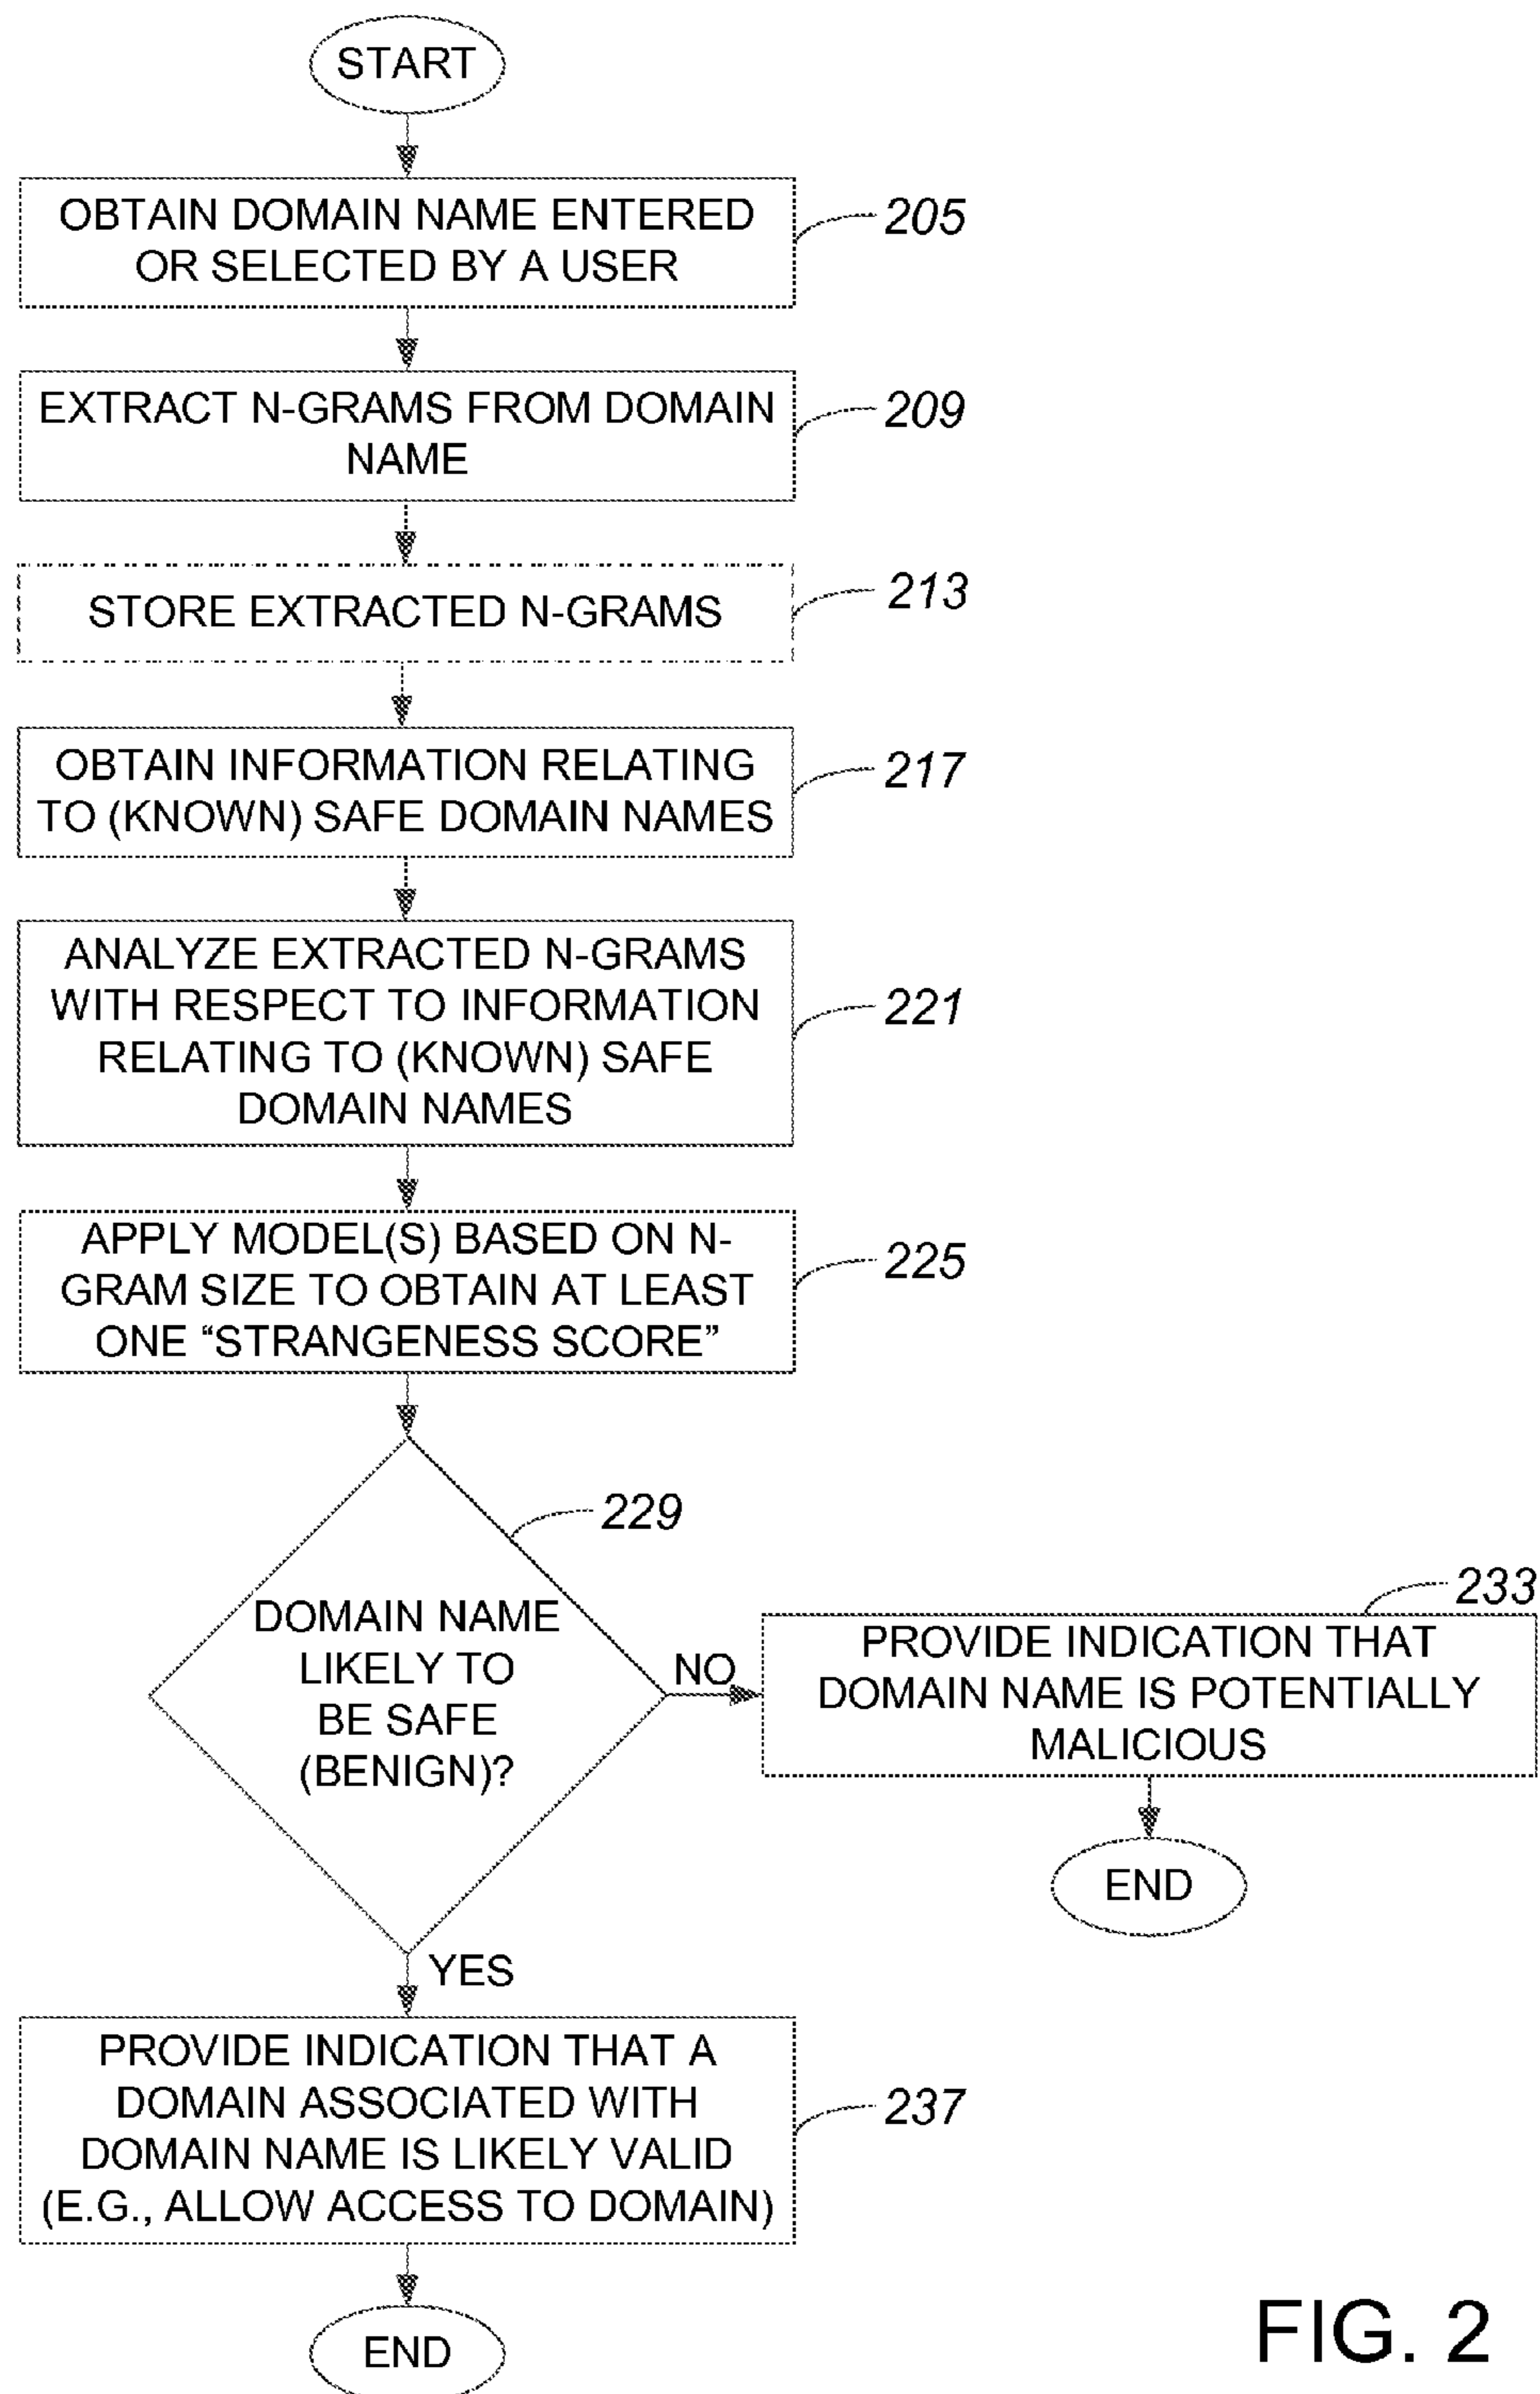 START
OBTAIN DOMAIN NAME ENTERED
OR SELECTED BY A USER
205
EXTRACT N-GRAMS FROM DOMAIN
NAME
209
STORE EXTRACTED N-GRAMS
213
OBTAIN INFORMATION RELATING
TO (KNOWN) SAFE DOMAIN NAMES
217
ANALYZE EXTRACTED N-GRAMS
WITH RESPECT TO INFORMATION
RELATING TO (KNOWN) SAFE
DOMAIN NAMES
221
APPLY MODEL(S) BASED ON N-
GRAM SIZE TO OBTAIN AT LEAST
ONE “STRANGENESS SCORE”
225
229
DOMAIN NAME
LIKELY TO
BE SAFE
(BENIGN)?
NO
233
PROVIDE INDICATION THAT
DOMAIN NAME IS POTENTIALLY
MALICIOUS
END
YES
PROVIDE INDICATION THAT A
DOMAIN ASSOCIATED WITH
DOMAIN NAME IS LIKELY VALID
(E.G., ALLOW ACCESS TO DOMAIN)
237
END
FIG. 2